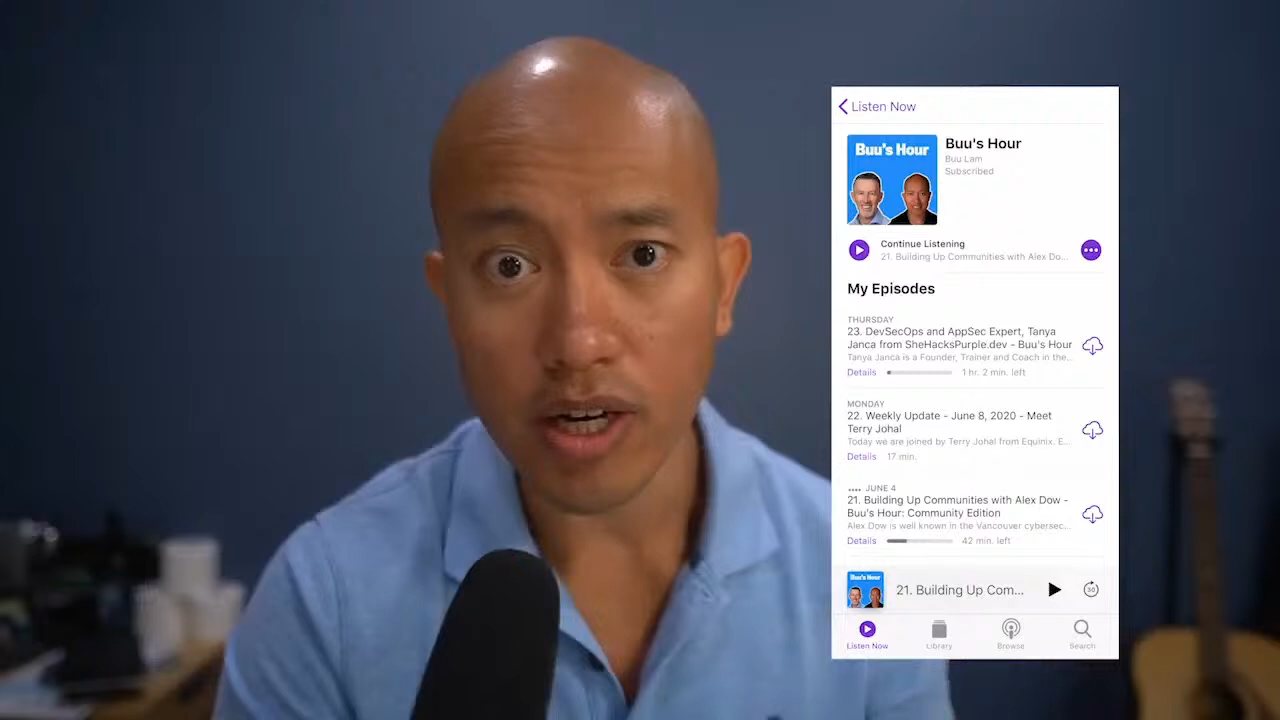 Listen Now
Buu's Hour
Buu's Hour
Buu Lam
Subscribed
Continue Listening
21. Building Up Communities with Alex Do...
My Episodes
THURSDAY
23. DevSecOps and AppSec Expert, Tanya
Janca from SheHacksPurple.dev - Buu's Hour
Tanya Janca is a Founder, Trainer and Coach in the...
Details
1 hr. 2 min. left
MONDAY
22. Weekly Update - June 8, 2020 - Meet
Terry Johal
Today we are joined by Terry Johal from Equinix. E...
Details
17 min.
JUNE 4
21. Building Up Communities with Alex Dow -
Buu's Hour: Community Edition
Alex Dow is well known in the Vancouver cybersec...
Details
42 min. left
Buu's Hour
21. Building Up Com...
30
Listen Now
Library
Browse
Search